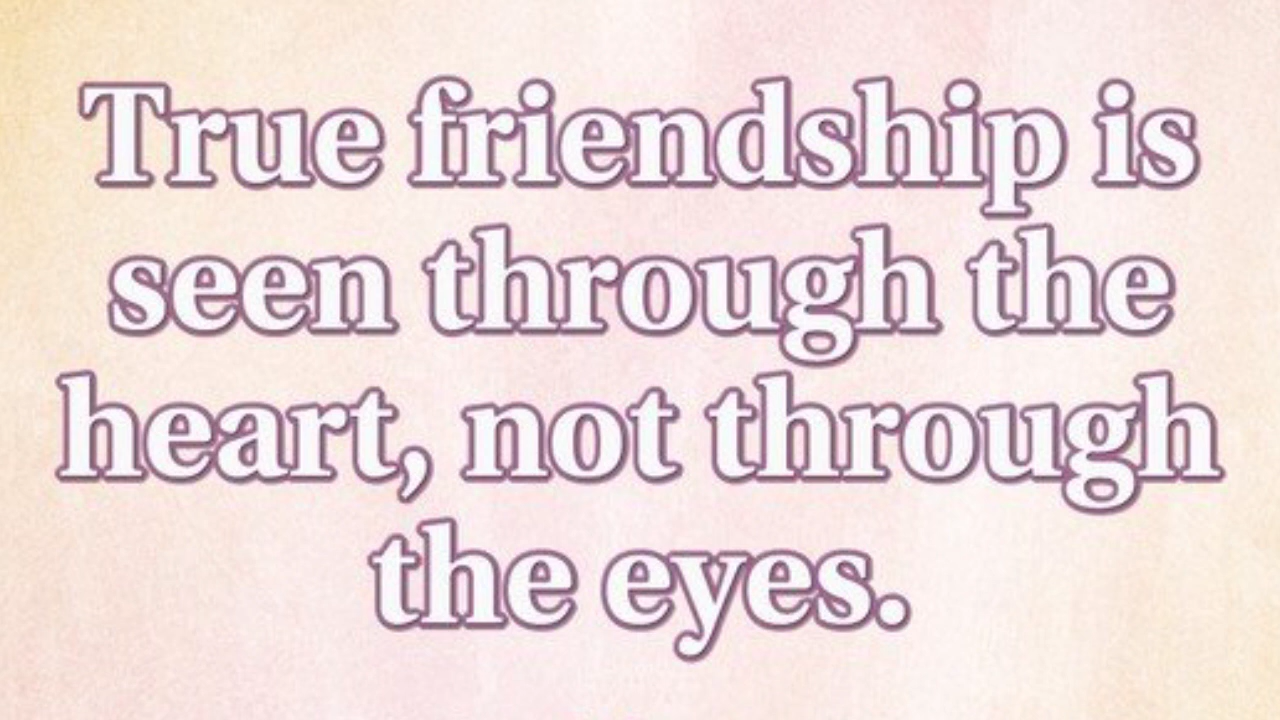 True friendship is
seen through the
heart, not through
the eyes.